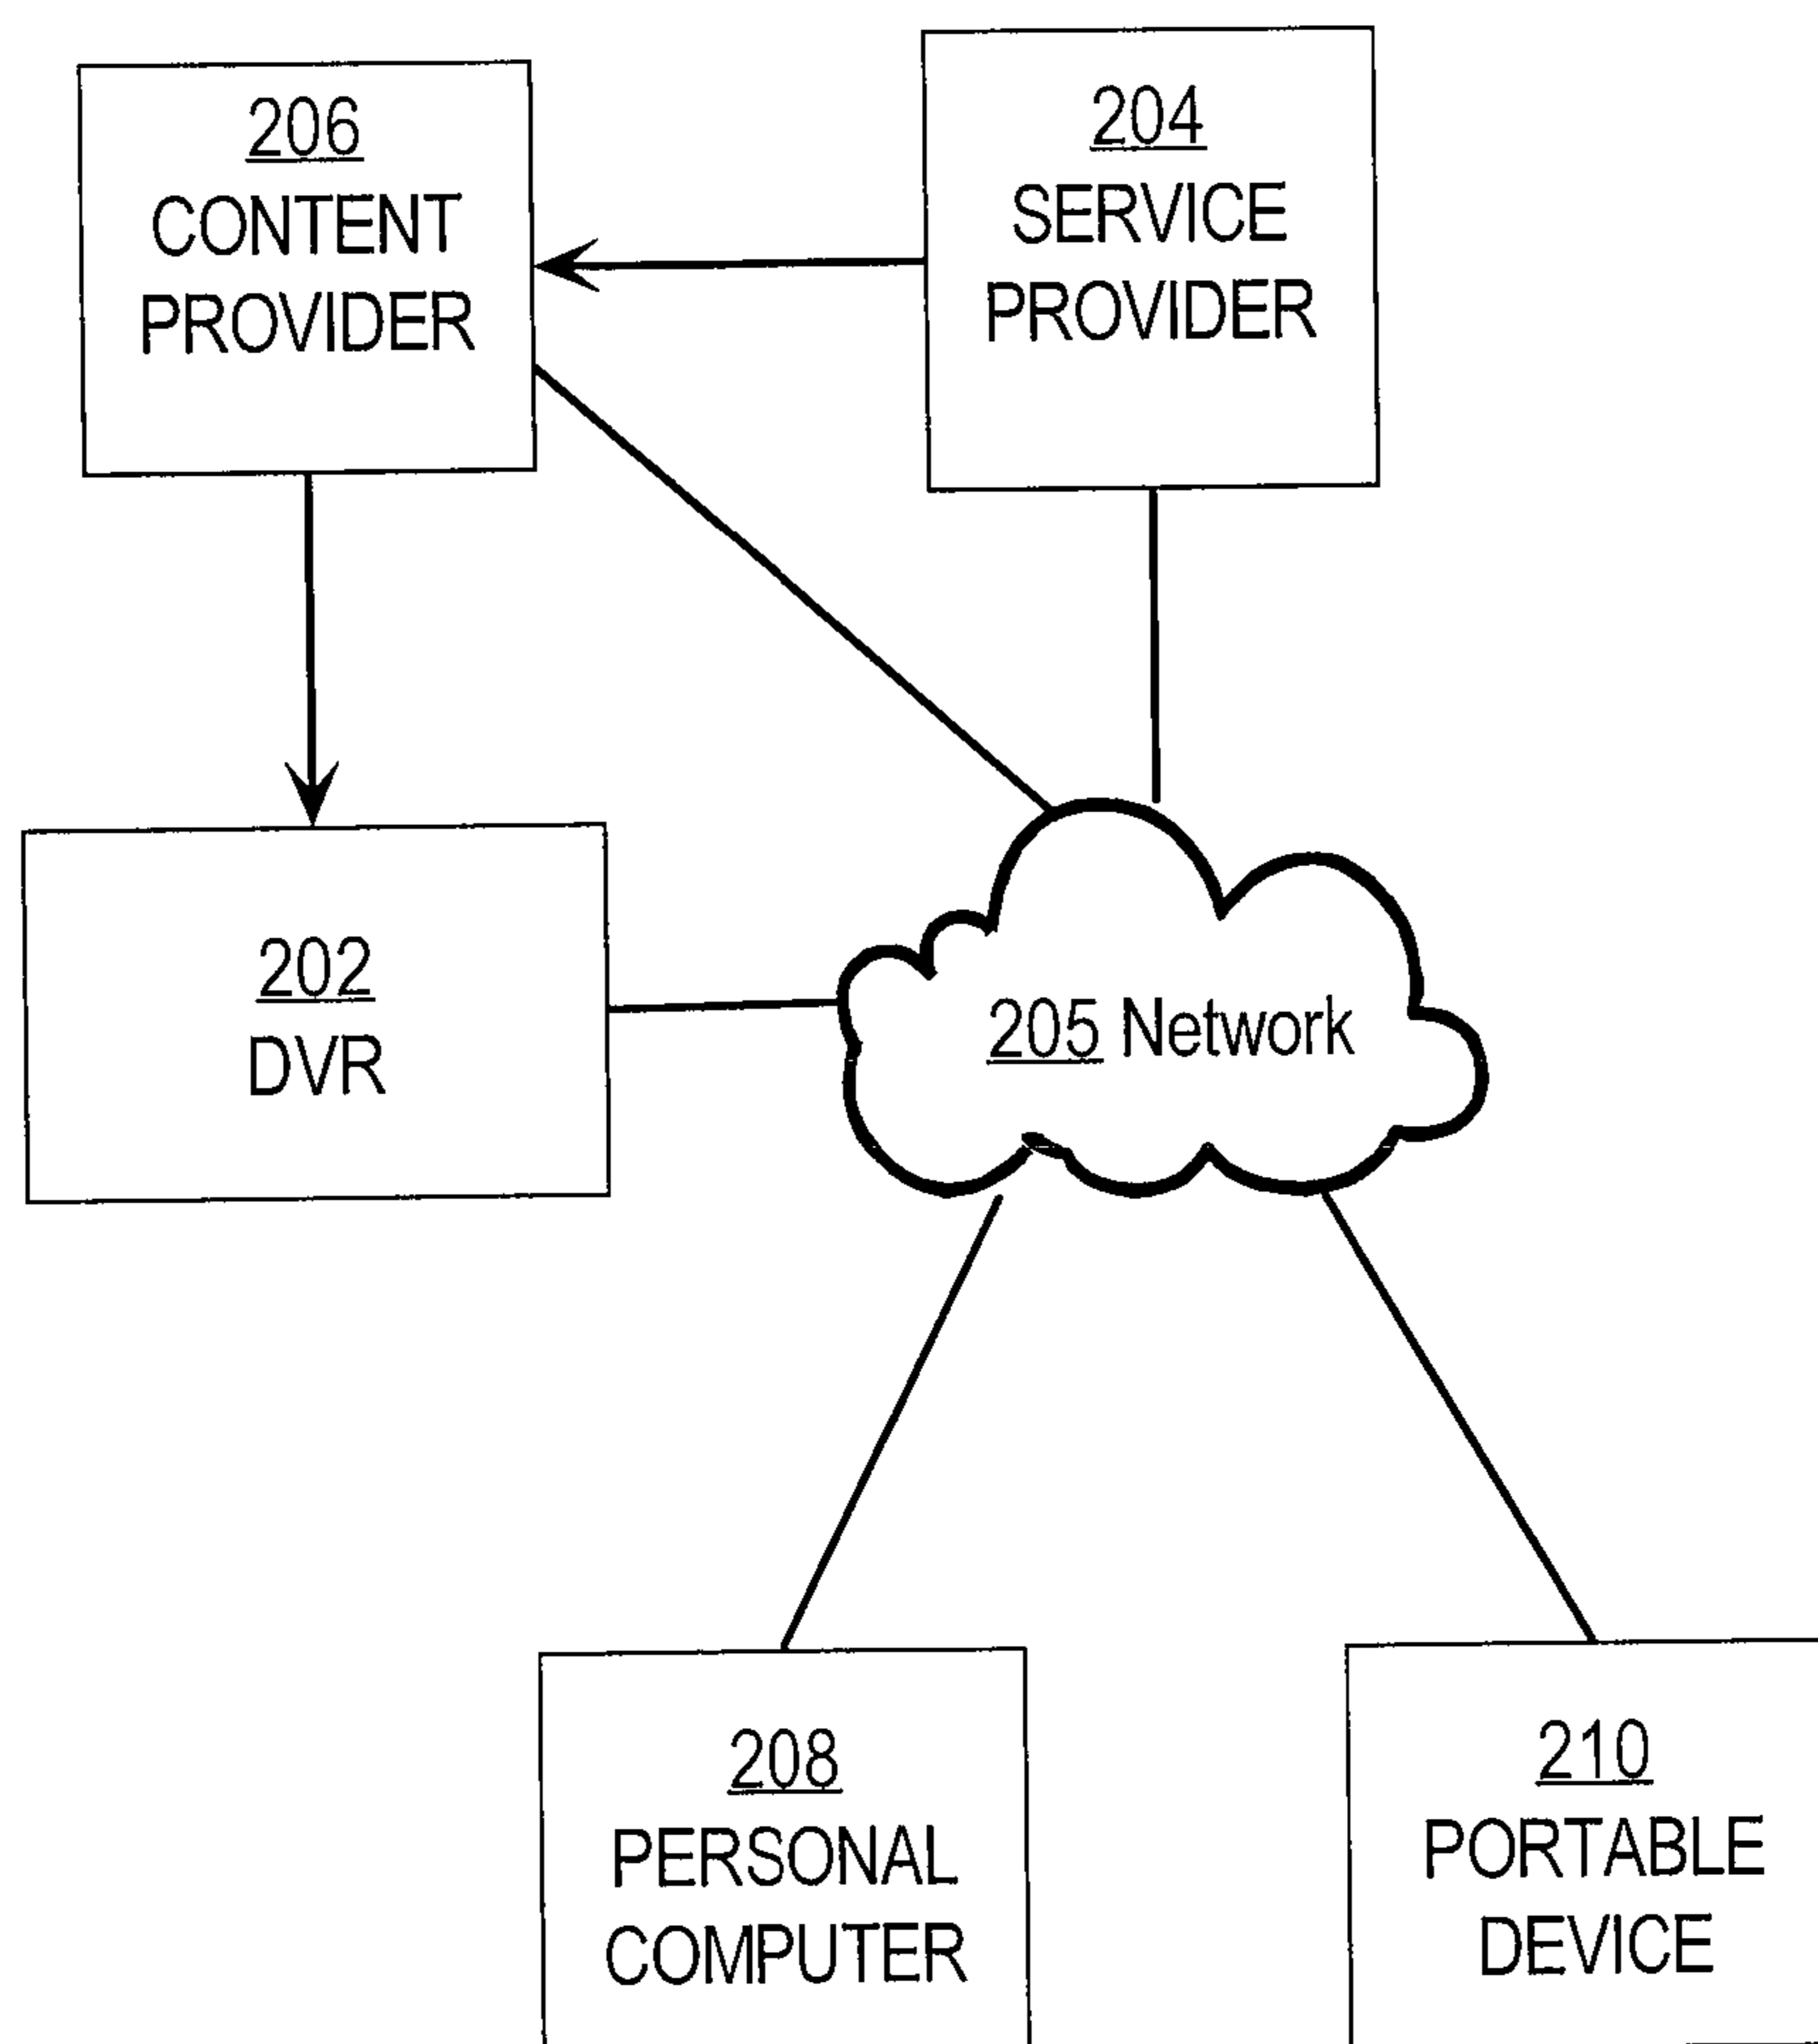 206
CONTENT
PROVIDER
204
SERVICE
PROVIDER
202
DVR
205 Network
208
PERSONAL
COMPUTER
210
PORTABLE
DEVICE